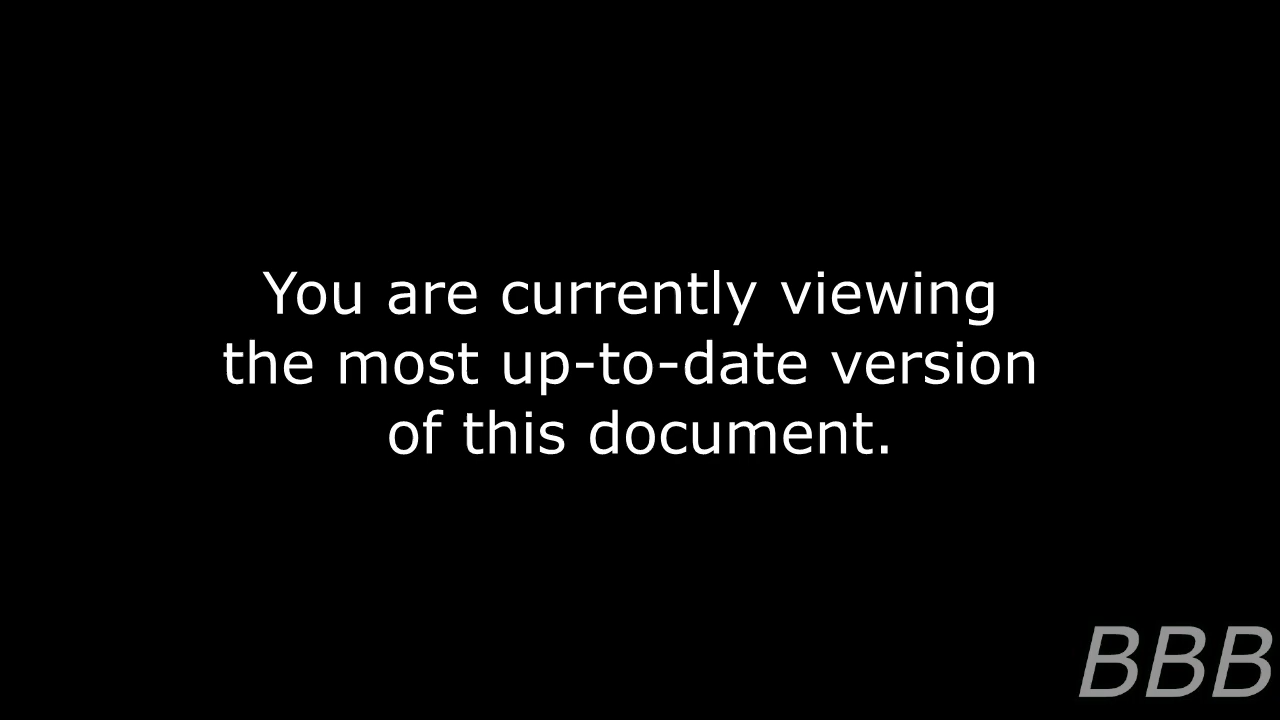 You are currently viewing
the most up-to-date version
of this document.
BBB